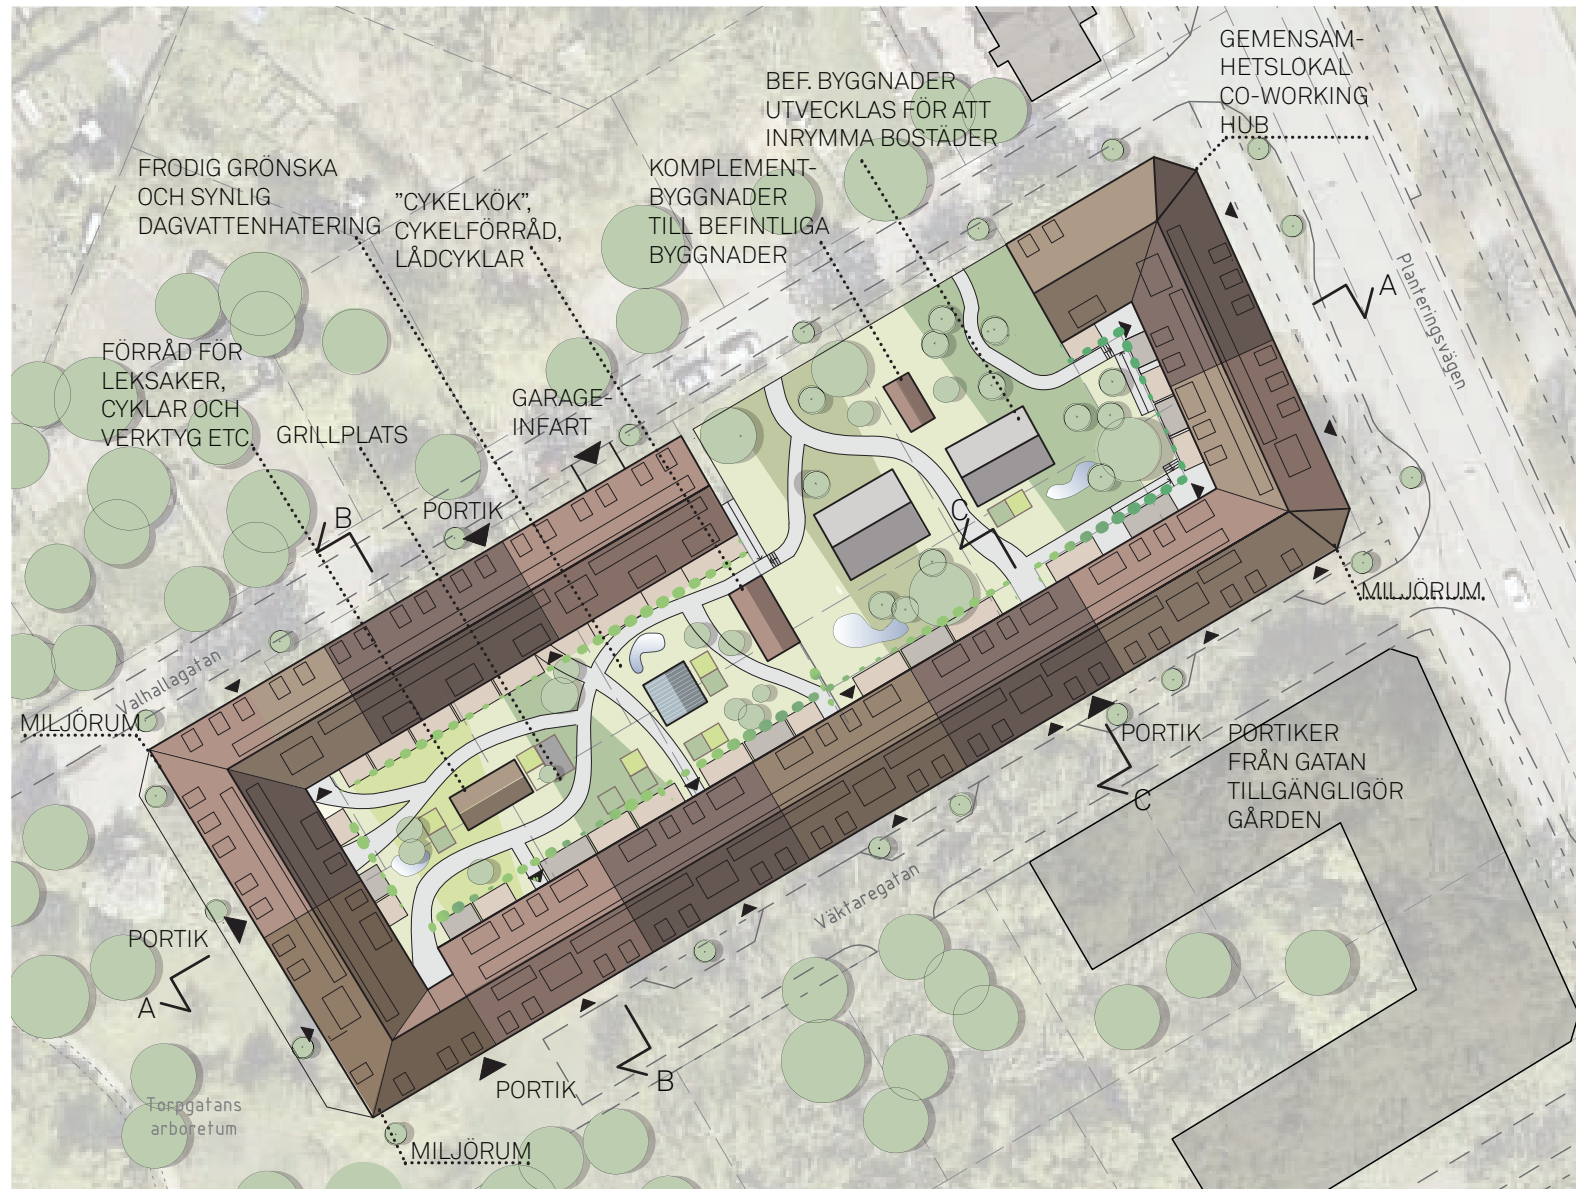 GEMENSAM-
HETSLOKAL
CO-WORKING
HUB
BEF. BYGGNADER
UTVECKLAS FÖR ATT
INRYMMA BOSTÄDER
FRODIG GRÖNSKA
OCH SYNLIG
DAGVATTENHATERING
”CYKELKÖK”,
CYKELFÖRRÅD,
LÅDCYKLAR
KOMPLEMENT-
BYGGNADER
TILL BEFINTLIGA
BYGGNADER
A
Planteringsvägen
FÖRRÅD FÖR
LEKSAKER,
CYKLAR OCH
VERKTYG ETC.
GRILLPLATS
GARAGE-
INFART
PORTIK
B
C
MILJÖRUM
Valhallagatan
MILJÖRUM
PORTIK
PORTIKER
FRÅN GATAN
TILLGÄNGLIGÖR
GÅRDEN
C
Väktaregatan
PORTIK
A
B
PORTIK
Torpgatans
arboretum
MILJÖRUM